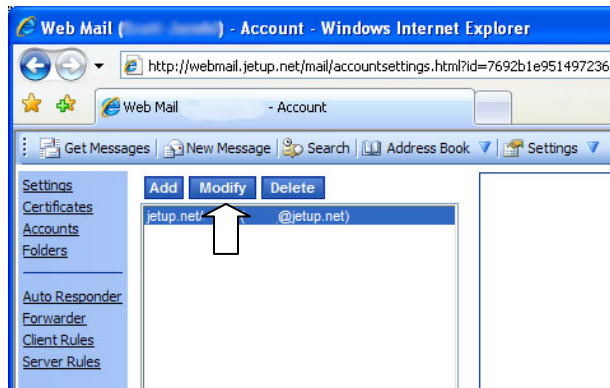 Web Mail ( ) - Account - Windows Internet Explorer
http://webmail.jetup.net/mail/accountsettings.html?id=7692b1e951497236
Web Mail - Account
Get Messages New Message Search Address Book Settings
Settings
Certificates
Accounts
Folders
Auto Responder
Forwarder
Client Rules
Server Rules
Add Modify Delete
jetup.net/ ( @jetup.net)